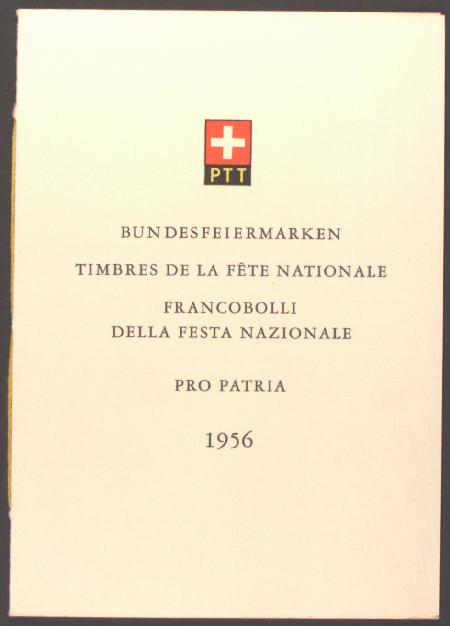 PTT
BUNDESFEIERMARKEN
TIMBRES DE LA FÊTE NATIONALE
FRANCOBOLLI
DELLA FESTA NAZIONALE
PRO PATRIA
1956